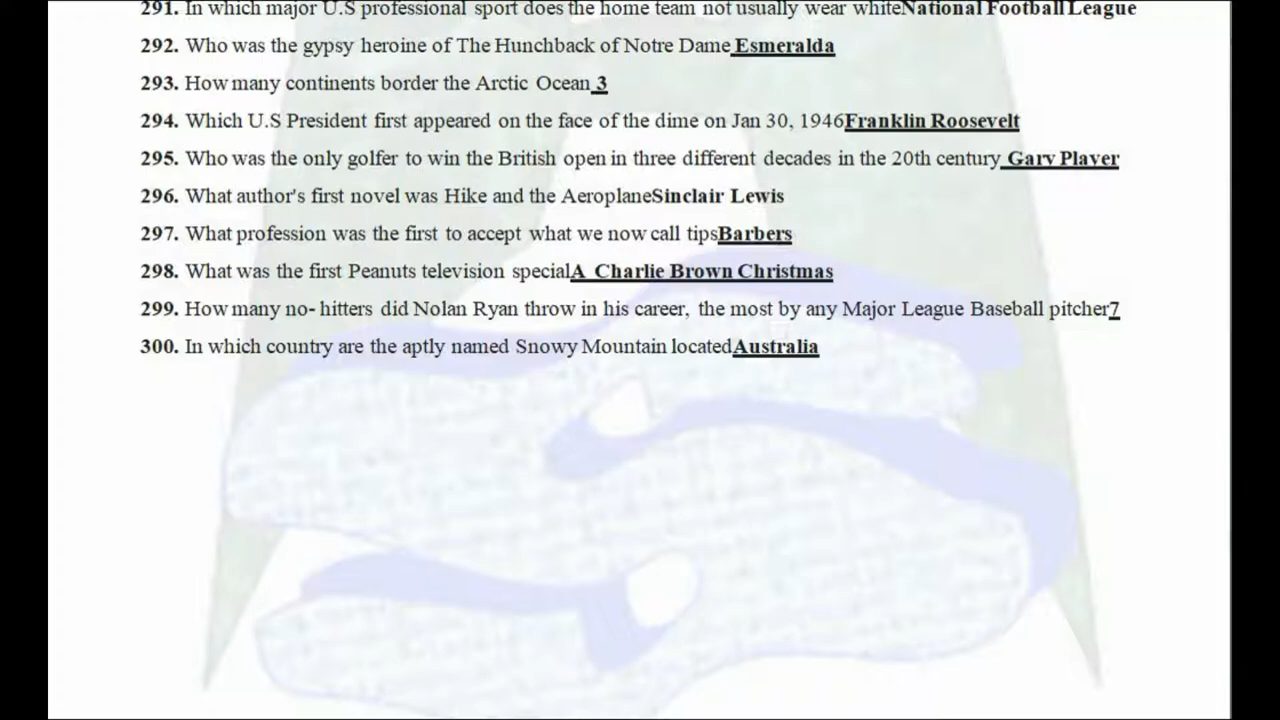 291. In which major U.S professional sport does the home team not usually wear whiteNational Football League
292. Who was the gypsy heroine of The Hunchback of Notre Dame Esmeralda
293. How many continents border the Arctic Ocean 3
294. Which U.S President first appeared on the face of the dime on Jan 30, 1946Franklin Roosevelt
295. Who was the only golfer to win the British open in three different decades in the 20th century Gary Player
296. What author's first novel was Hike and the AeroplaneSinclair Lewis
297. What profession was the first to accept what we now call tipsBarbers
298. What was the first Peanuts television specialA Charlie Brown Christmas
299. How many no- hitters did Nolan Ryan throw in his career, the most by any Major League Baseball pitcher7
300. In which country are the aptly named Snowy Mountain locatedAustralia